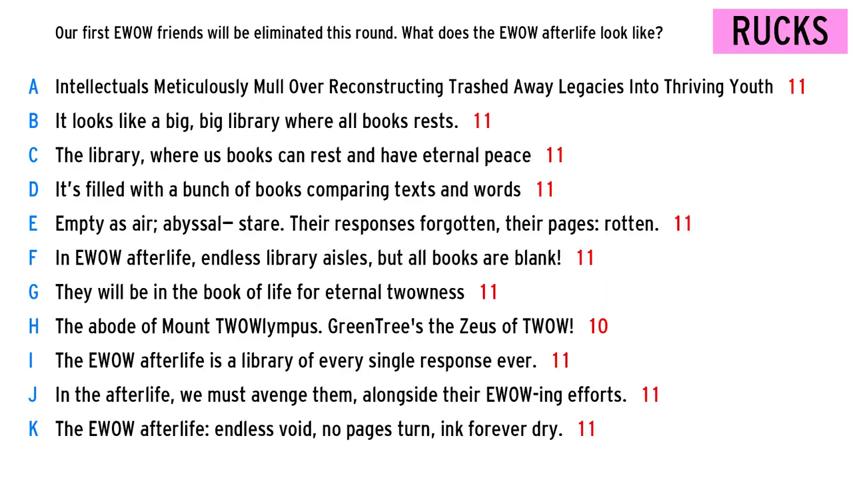 Our first EWOW friends will be eliminated this round. What does the EWOW afterlife look like?
RUCKS
A Intellectuals Meticulously Mull Over Reconstructing Trashed Away Legacies Into Thriving Youth 11
B It looks like a big, big library where all books rests. 11
C The library, where us books can rest and have eternal peace 11
D It's filled with a bunch of books comparing texts and words 11
E Empty as air; abyssal— stare. Their responses forgotten, their pages: rotten. 11
F In EWOW afterlife, endless library aisles, but all books are blank! 11
G They will be in the book of life for eternal twowness 11
H The abode of Mount TWOWlympus. GreenTree's the Zeus of TWOW! 10
I The EWOW afterlife is a library of every single response ever. 11
J In the afterlife, we must avenge them, alongside their EWOW-ing efforts. 11
K The EWOW afterlife: endless void, no pages turn, ink forever dry. 11